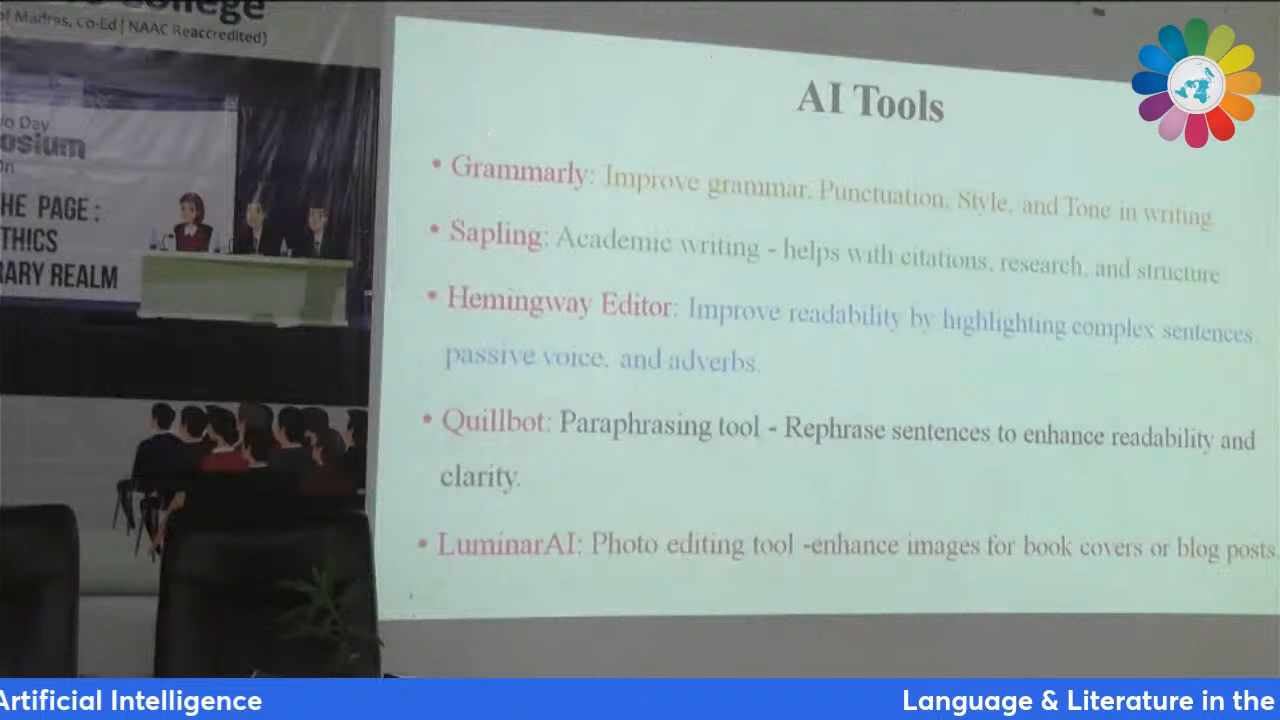 College
of Madras, Co-Ed | NAAC Reaccredited)
Day
osium
HE PAGE :
THICS
RARY REALM
AI Tools
• Grammarly: Improve grammar, Punctuation, Style, and Tone in writing
• Sapling: Academic writing - helps with citations, research, and structure
• Hemingway Editor: Improve readability by highlighting complex sentences,
passive voice, and adverbs.
• Quillbot: Paraphrasing tool - Rephrase sentences to enhance readability and
clarity.
• LuminarAI: Photo editing tool -enhance images for book covers or blog posts.
Artificial Intelligence
Language & Literature in the